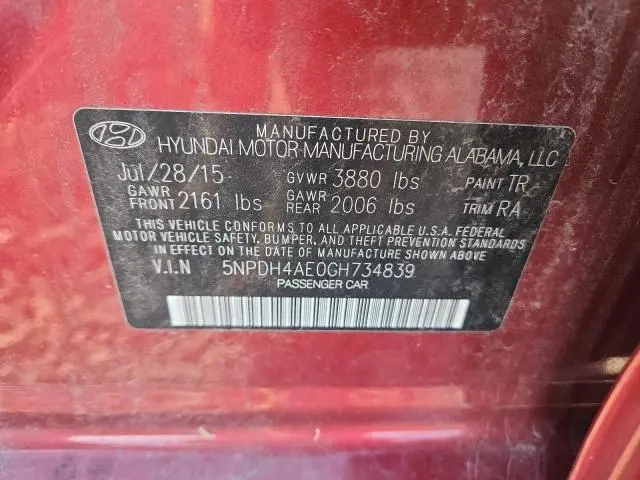 MANUFACTURED BY
HYUNDAI MOTOR MANUFACTURING ALABAMA, LLC
Jul/28/15 GVWR 3880 lbs PAINT TR
GAWR FRONT 2161 lbs GAWR REAR 2006 lbs TRIM RA
THIS VEHICLE CONFORMS TO ALL APPLICABLE U.S.A. FEDERAL
MOTOR VEHICLE SAFETY, BUMPER, AND THEFT PREVENTION STANDARDS
IN EFFECT ON THE DATE OF MANUFACTURE SHOWN ABOVE.
V.I.N 5NPDH4AE0GH734839
PASSENGER CAR